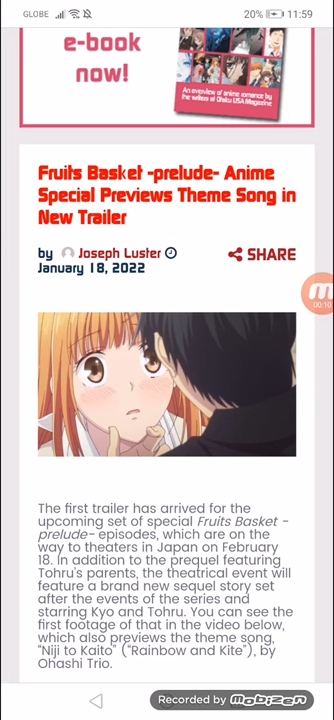 GLOBE 20% 11:59
e-book
now!
An overview of anime romance by
the writers at Otaku USA Magazine
Fruits Basket -prelude- Anime
Special Previews Theme Song in
New Trailer
by Joseph Luster
January 18, 2022
SHARE
00:10
The first trailer has arrived for the
upcoming set of special Fruits Basket -
prelude- episodes, which are on the
way to theaters in Japan on February
18. In addition to the prequel featuring
Tohru's parents, the theatrical event will
feature a brand new sequel story set
after the events of the series and
starring Kyo and Tohru. You can see the
first footage of that in the video below,
which also previews the theme song,
“Niji to Kaito” (“Rainbow and Kite”), by
Ohashi Trio.
Recorded by Mobizen